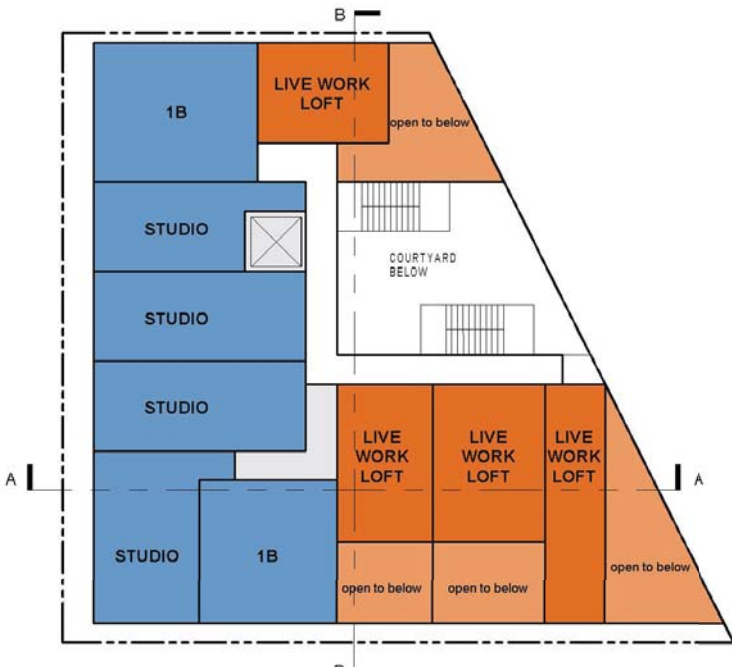 B
LIVE WORK
LOFT
1B
open to below
STUDIO
COURTYARD
BELOW
STUDIO
STUDIO
LIVE
WORK
LOFT
LIVE
WORK
LOFT
LIVE
WORK
LOFT
A
A
STUDIO
1B
open to below
open to below
open to below